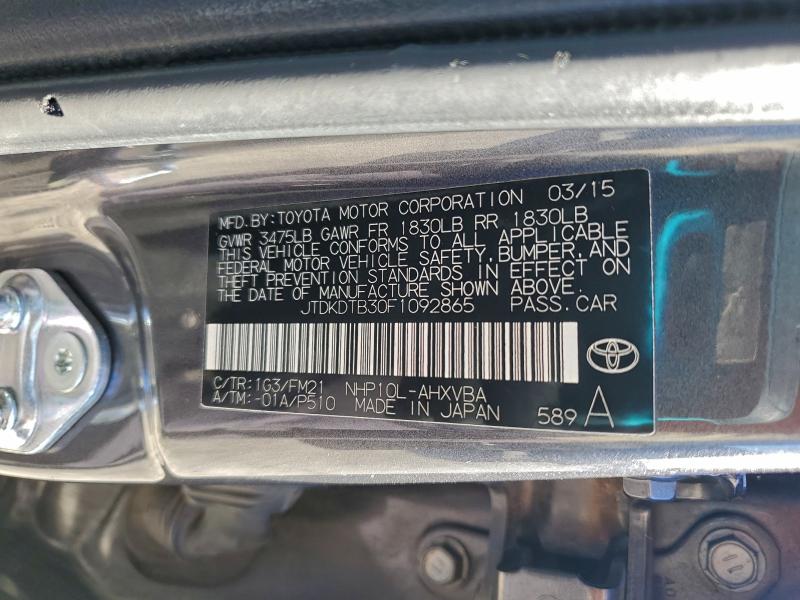 MFD.BY:TOYOTA MOTOR CORPORATION 03/15
GVWR 3475LB GAWR FR 1830LB RR 1830LB
THIS VEHICLE CONFORMS TO ALL APPLICABLE
FEDERAL MOTOR VEHICLE SAFETY,BUMPER,AND
THEFT PREVENTION STANDARDS IN EFFECT ON
THE DATE OF MANUFACTURE SHOWN ABOVE.
JTDKDTB30F1092865 PASS.CAR
C/TR:1G3/FM21 NHP10L-AHXVBA
A/TM:-01A/P510 MADE IN JAPAN 589 A